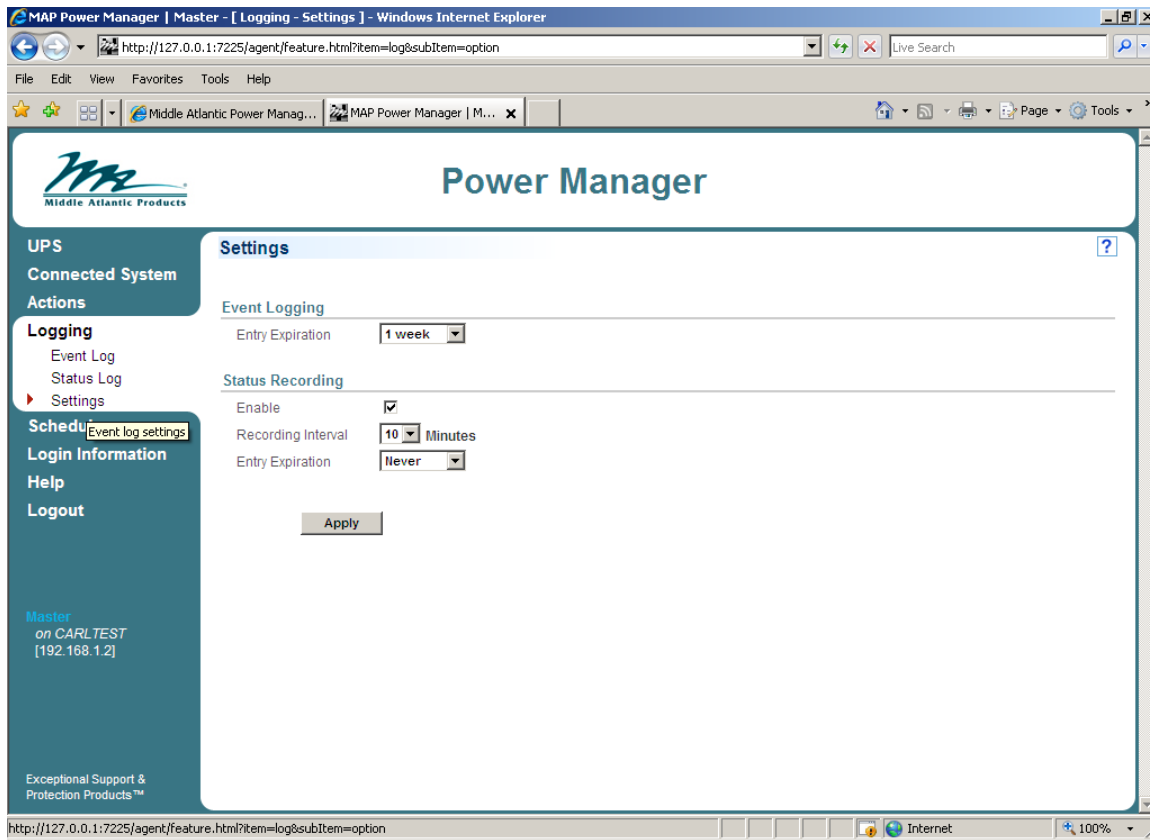 MAP Power Manager | Master - [ Logging - Settings ] - Windows Internet Explorer
http://127.0.0.1:7225/agent/feature.html?item=log&subItem=option
Live Search
File Edit View Favorites Tools Help
Middle Atlantic Power Manag...
MAP Power Manager | M...
Page
Tools
Middle Atlantic Products
Power Manager
UPS
Connected System
Actions
Logging
Event Log
Status Log
Settings
Event log settings
Login Information
Help
Logout
Master
on CARLTEST
[192.168.1.2]
Exceptional Support &
Protection Products™
Settings
?
Event Logging
Entry Expiration 1 week
Status Recording
Enable
Recording Interval 10 Minutes
Entry Expiration Never
Apply
http://127.0.0.1:7225/agent/feature.html?item=log&subItem=option
Internet
100%